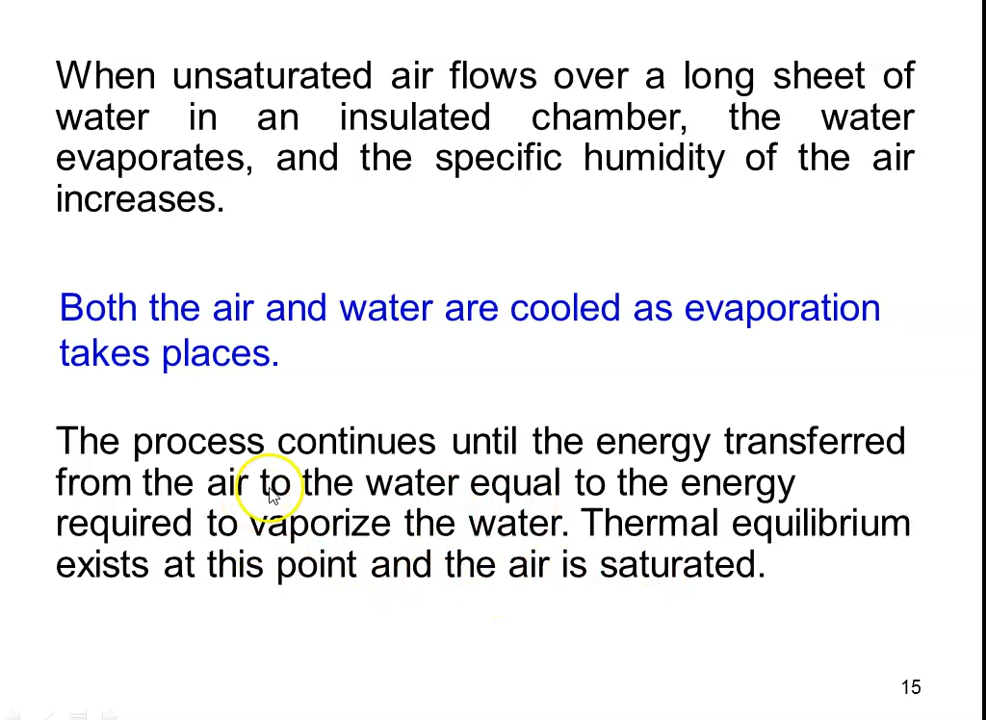 When unsaturated air flows over a long sheet of
water in an insulated chamber, the water
evaporates, and the specific humidity of the air
increases.
Both the air and water are cooled as evaporation
takes places.
The process continues until the energy transferred
from the air to the water equal to the energy
required to vaporize the water. Thermal equilibrium
exists at this point and the air is saturated.
15